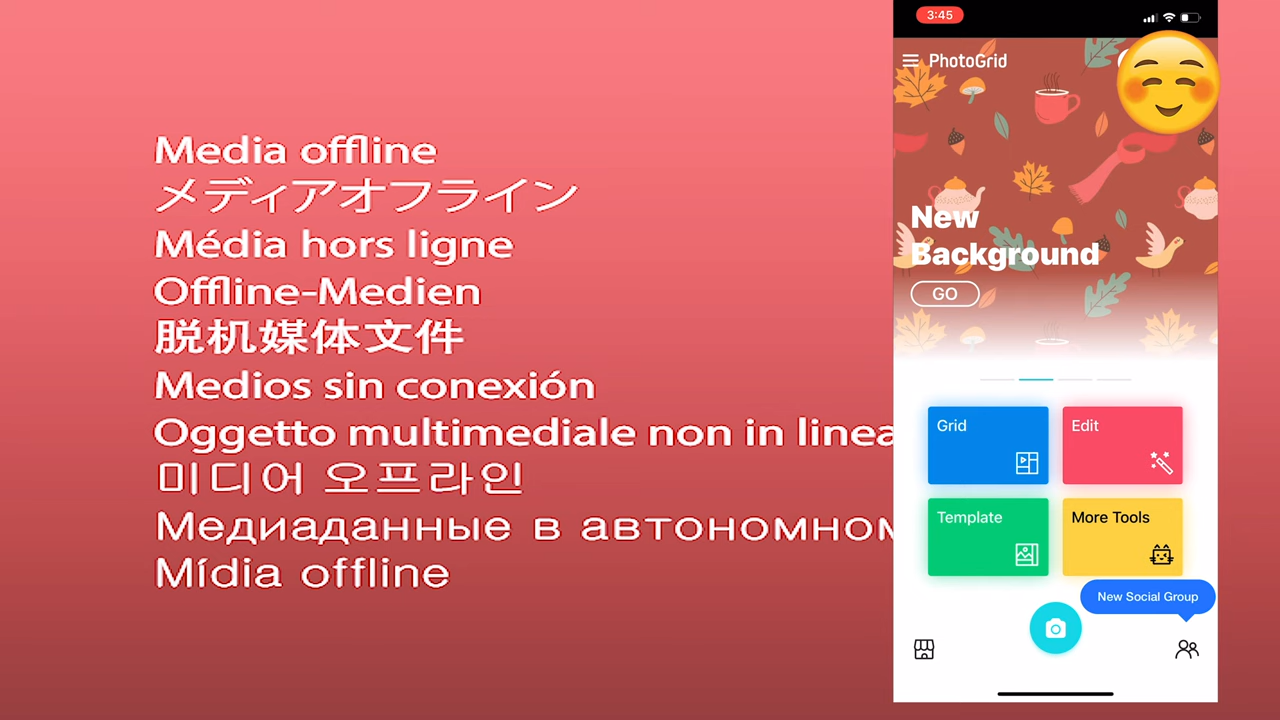 Media offline
メディアオフライン
Média hors ligne
Offline-Medien
脱机媒体文件
Medios sin conexión
Oggetto multimediale non in linea
미디어 오프라인
Медиаданные в автономном
Mídia offline
3:45
PhotoGrid
New
Background
GO
Grid
Edit
Template
More Tools
New Social Group